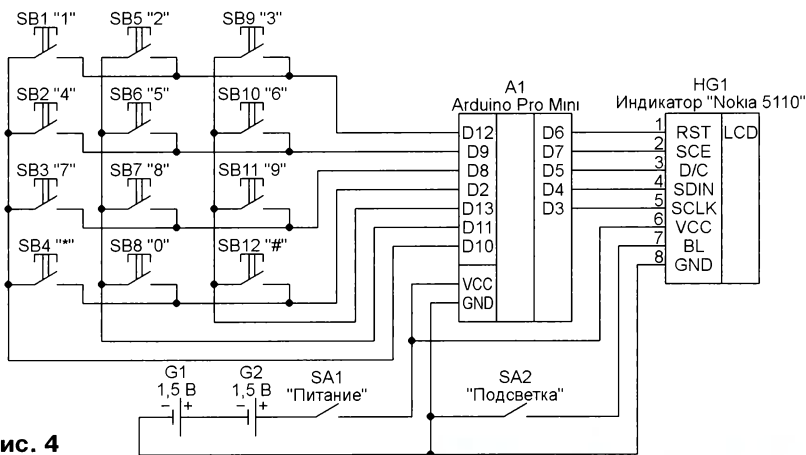 SB1 "1" SB5 "2" SB9 "3"
SB2 "4" SB6 "5" SB10 "6"
SB3 "7" SB7 "8" SB11 "9"
SB4 "*" SB8 "0" SB12 "#"
A1
Arduino Pro Mini
D12 D6
D9 D7
D8 D5
D2 D4
D13 D3
D11
D10
VCC
GND
HG1
Индикатор "Nokia 5110"
1 RST LCD
2 SCE
3 D/C
4 SDIN
5 SCLK
6 VCC
7 BL
8 GND
G1 G2 SA1 SA2
1,5 В 1,5 В "Питание" "Подсветка"
− + − +
ис. 4